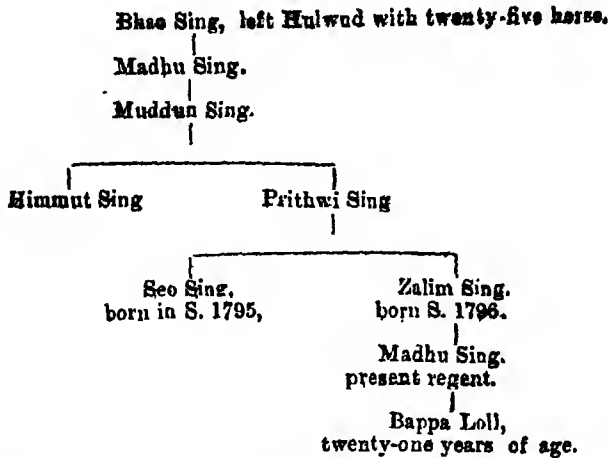 Bhao Sing, left Hulwud with twenty-five horse.
Madhu Sing.
Muddun Sing.
Himmut Sing Prithwi Sing
Seo Sing, Zalim Sing.
born in S. 1795, born S. 1796.
Madhu Sing.
present regent.
Bappa Loll,
twenty-one years of age.